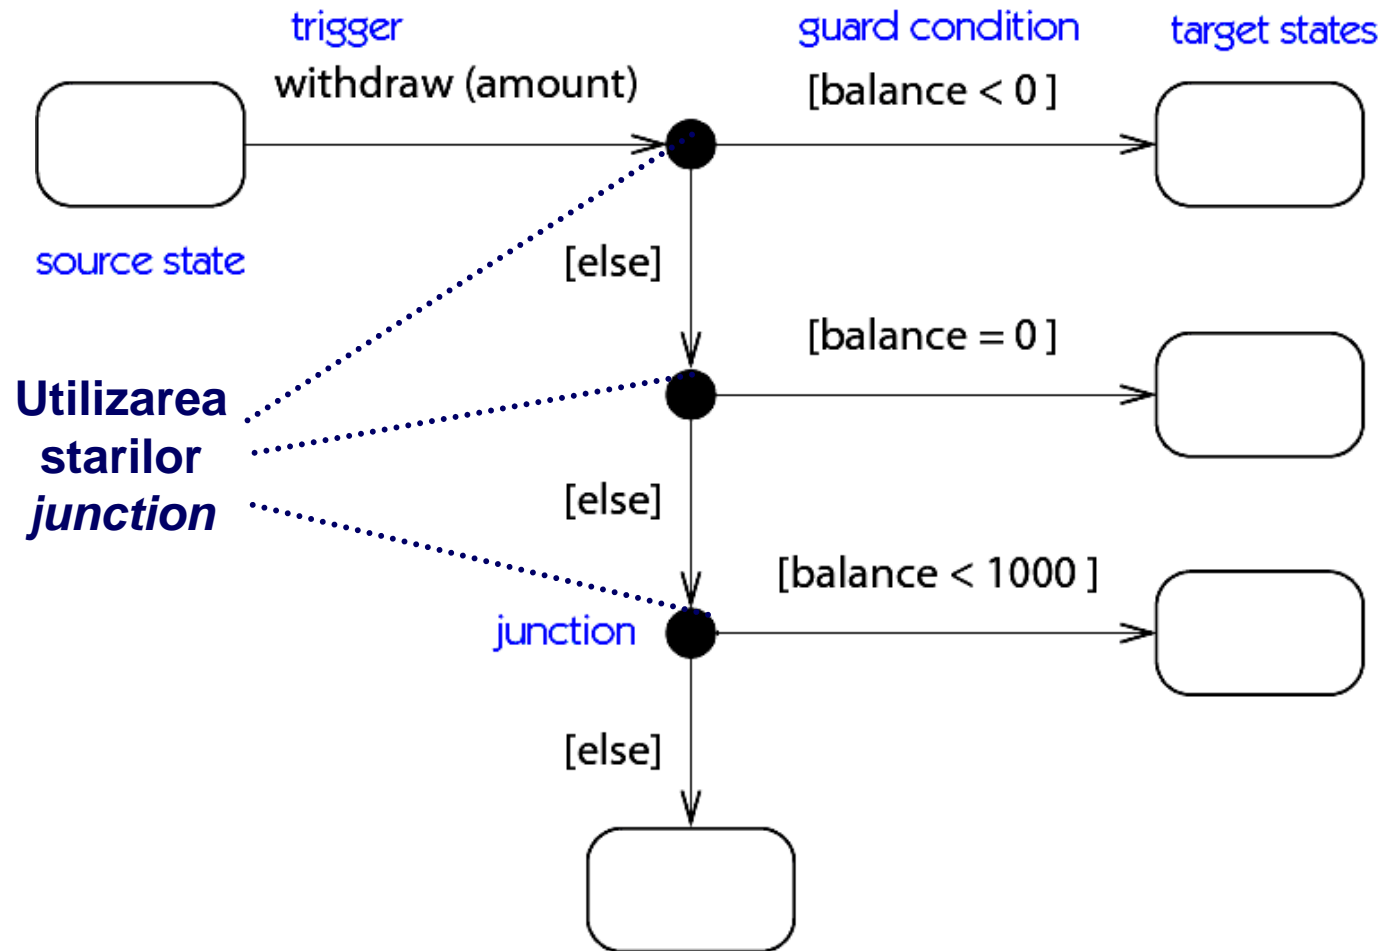 trigger
guard condition
target states
withdraw (amount)
[balance < 0 ]
source state
[else]
[balance = 0 ]
Utilizarea
starilor
junction
[else]
[balance < 1000 ]
junction
[else]